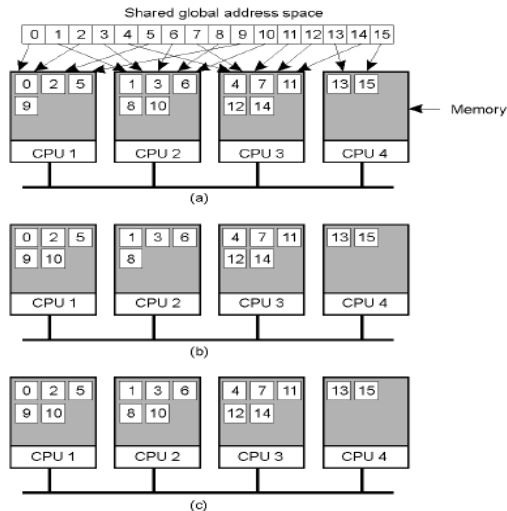 Shared global address space
0 1 2 3 4 5 6 7 8 9 10 11 12 13 14 15
0 2 5 1 3 6 4 7 11 13 15
9 8 10 12 14
Memory
CPU 1 CPU 2 CPU 3 CPU 4
(a)
0 2 5 1 3 6 4 7 11 13 15
9 10 8 12 14
CPU 1 CPU 2 CPU 3 CPU 4
(b)
0 2 5 1 3 6 4 7 11 13 15
9 10 8 10 12 14
CPU 1 CPU 2 CPU 3 CPU 4
(c)